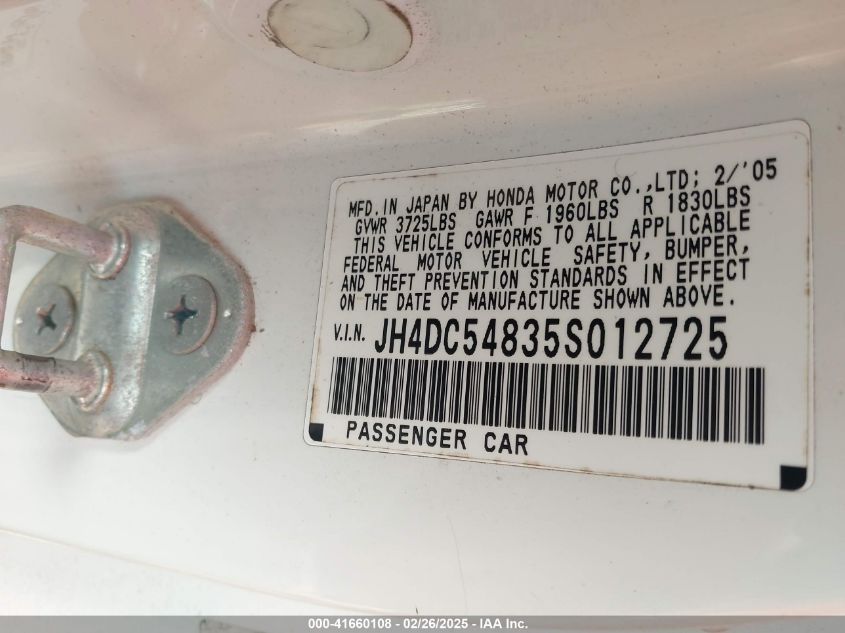 MFD. IN JAPAN BY HONDA MOTOR CO.,LTD; 2/'05
GVWR 3725LBS GAWR F 1960LBS R 1830LBS
THIS VEHICLE CONFORMS TO ALL APPLICABLE
FEDERAL MOTOR VEHICLE SAFETY, BUMPER,
AND THEFT PREVENTION STANDARDS IN EFFECT
ON THE DATE OF MANUFACTURE SHOWN ABOVE.
V.I.N. JH4DC54835S012725
PASSENGER CAR
000-41660108 - 02/26/2025 - IAA Inc.